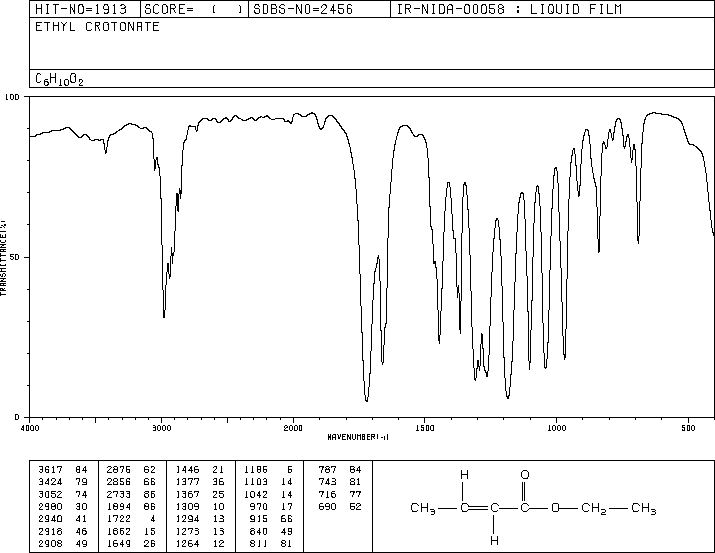 HIT-NO=1913 SCORE= ( ) SDBS-NO=2456 IR-NIDA-00058 : LIQUID FILM
ETHYL CROTONATE
C6H10O2
100
50
0
TRANSMITTANCE(%)
4000 3000 2000 1500 1000 500
WAVENUMBER(-1)
3617 84 2876 62 1446 21 1186 6 787 84
3424 79 2856 66 1377 36 1103 14 743 81
3052 74 2733 86 1367 25 1042 14 716 77
2980 30 1894 86 1309 10 970 17 690 52
2940 41 1722 4 1294 13 915 66
2918 46 1662 15 1273 13 840 49
2908 49 1649 26 1264 12 811 81
H O
CH3 C C C O CH2 CH3
H